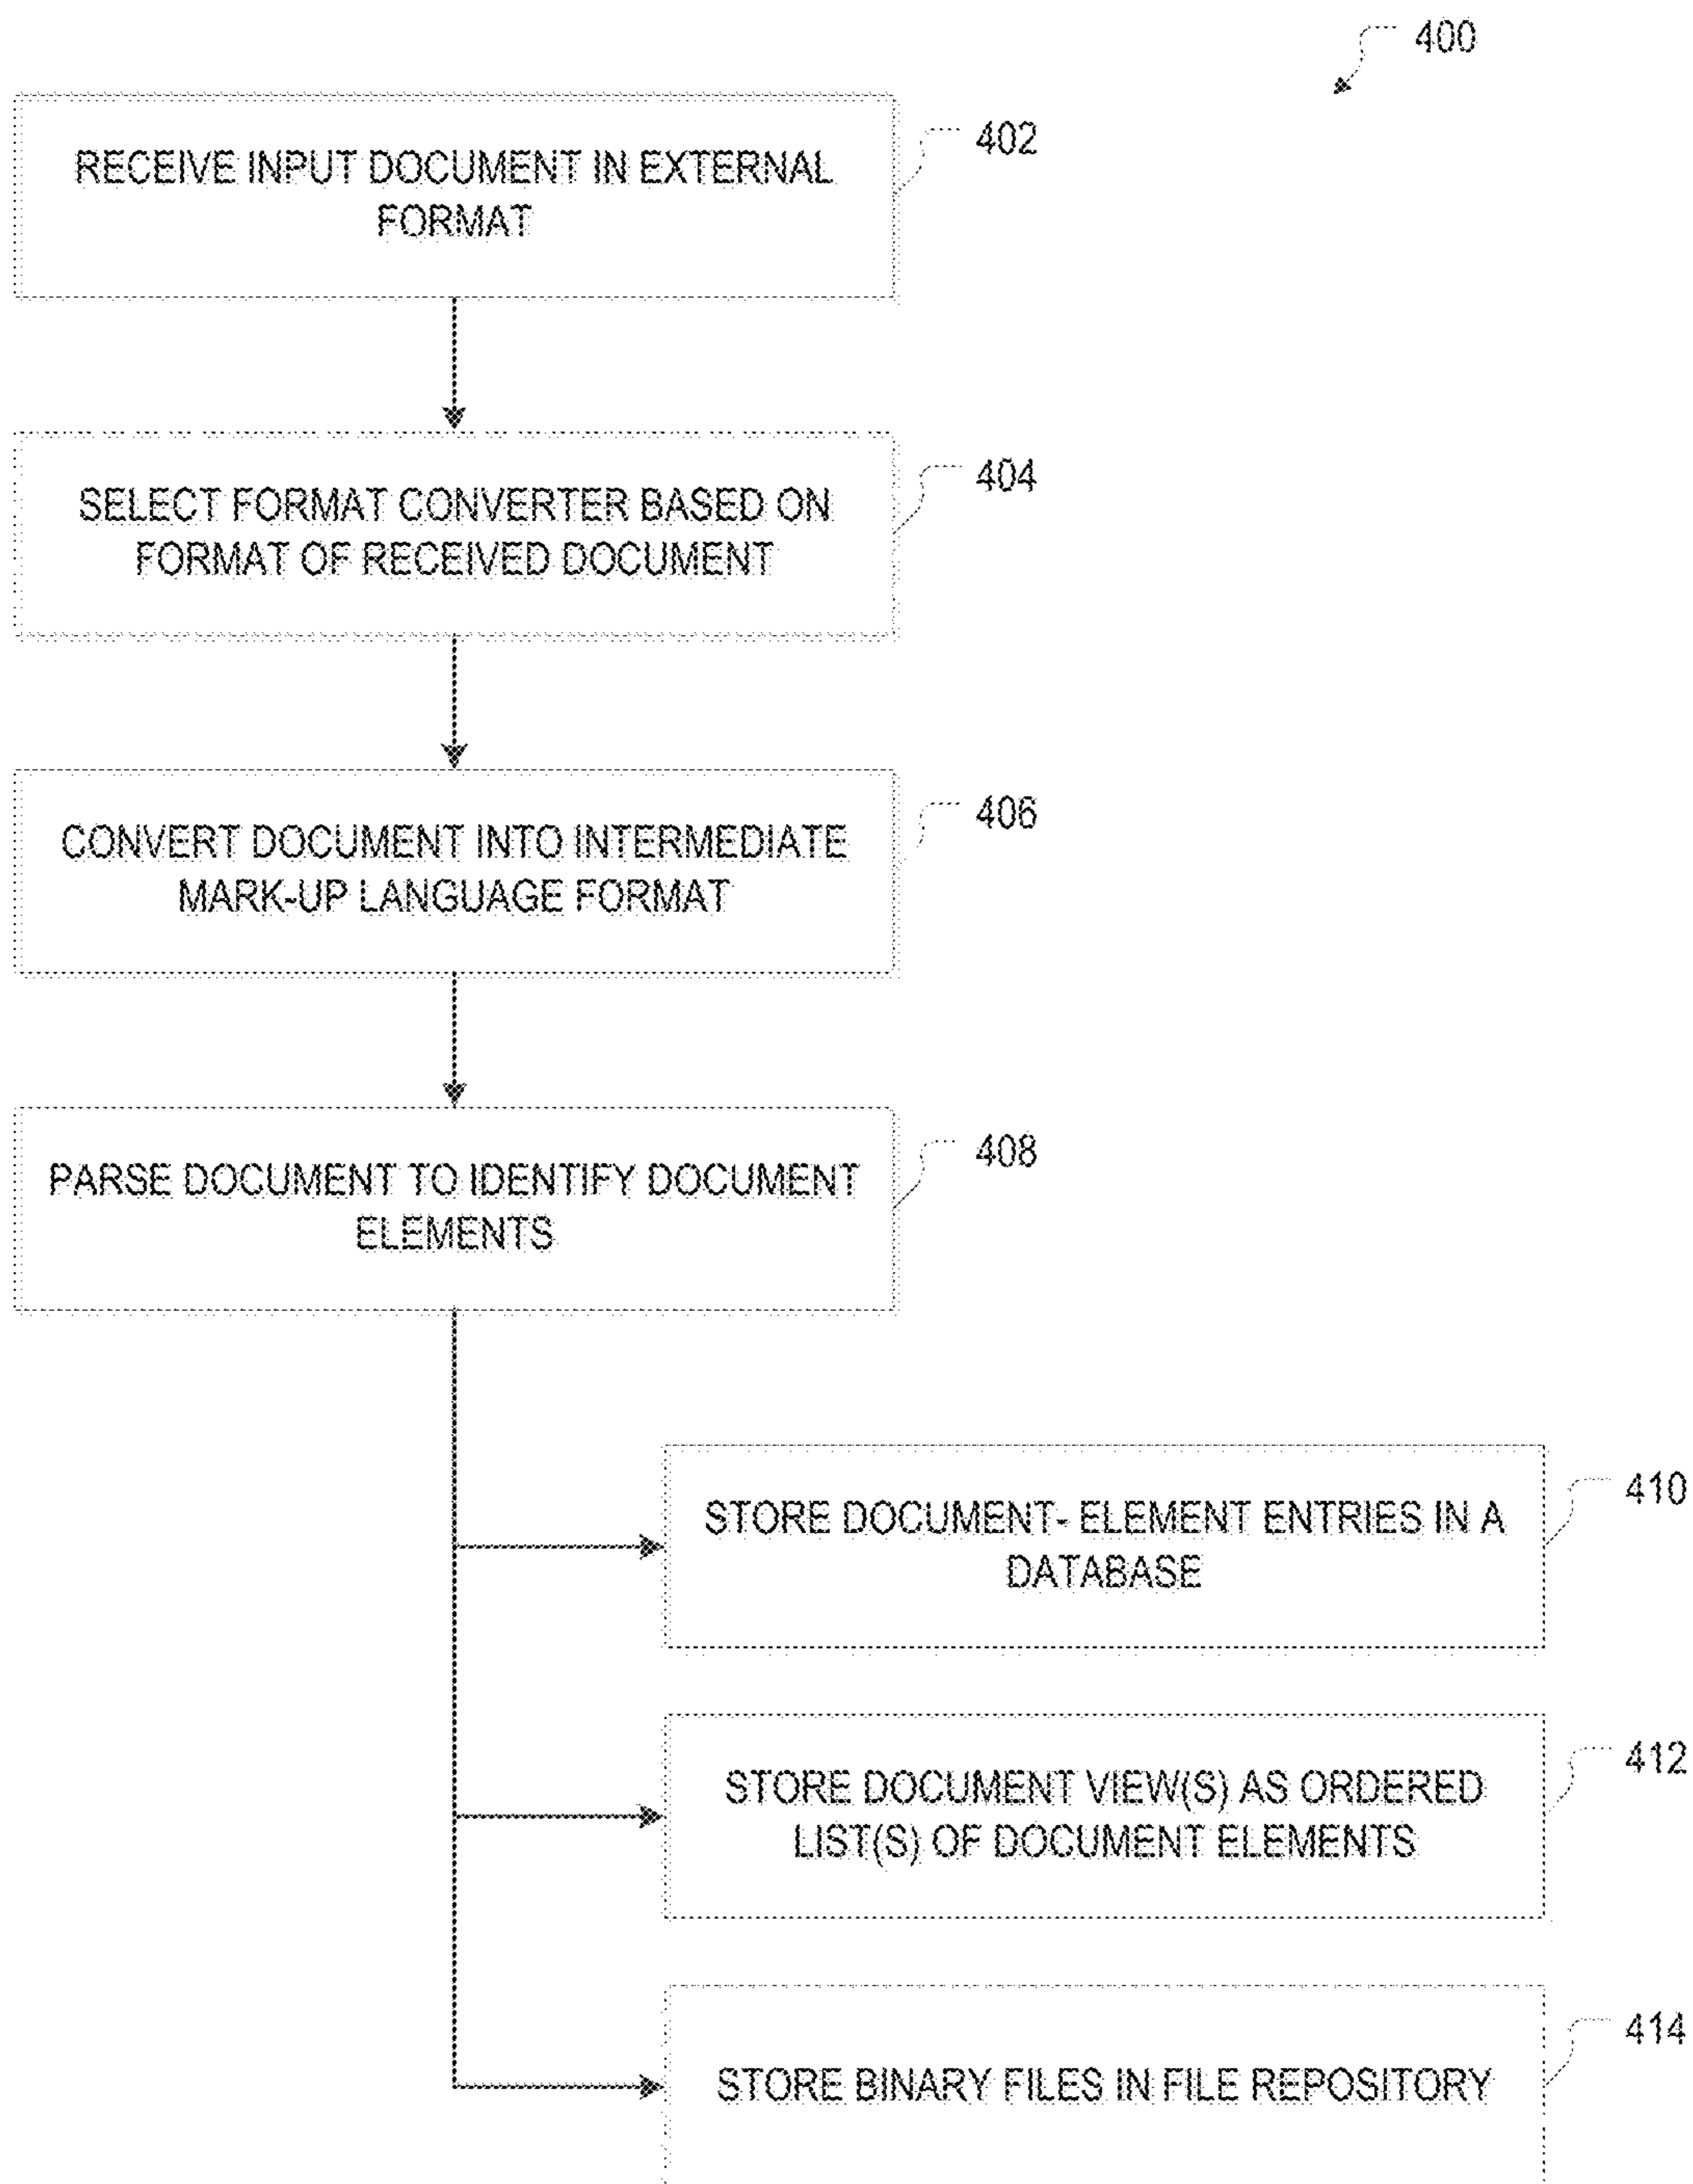 400
RECEIVE INPUT DOCUMENT IN EXTERNAL
FORMAT
402
SELECT FORMAT CONVERTER BASED ON
FORMAT OF RECEIVED DOCUMENT
404
CONVERT DOCUMENT INTO INTERMEDIATE
MARK-UP LANGUAGE FORMAT
406
PARSE DOCUMENT TO IDENTIFY DOCUMENT
ELEMENTS
408
STORE DOCUMENT- ELEMENT ENTRIES IN A
DATABASE
410
STORE DOCUMENT VIEW(S) AS ORDERED
LIST(S) OF DOCUMENT ELEMENTS
412
STORE BINARY FILES IN FILE REPOSITORY
414